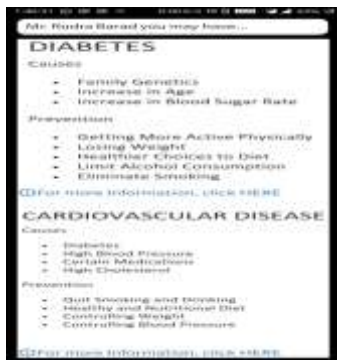 Mr. Rudra Barad you may have...
DIABETES
Causes
- Family Genetics
- Increase in Age
- Increase in Blood Sugar Rate
Prevention
- Getting More Active Physically
- Losing Weight
- Healthier Choices to Diet
- Limit Alcohol Consumption
- Eliminate Smoking
For more Information, click HERE
CARDIOVASCULAR DISEASE
Causes
- Diabetes
- High Blood Pressure
- Certain Medications
- High Cholesterol
Prevention
- Quit Smoking and Drinking
- Healthy and Nutritional Diet
- Controlling Weight
- Controlling Blood Pressure
For more Information, click HERE